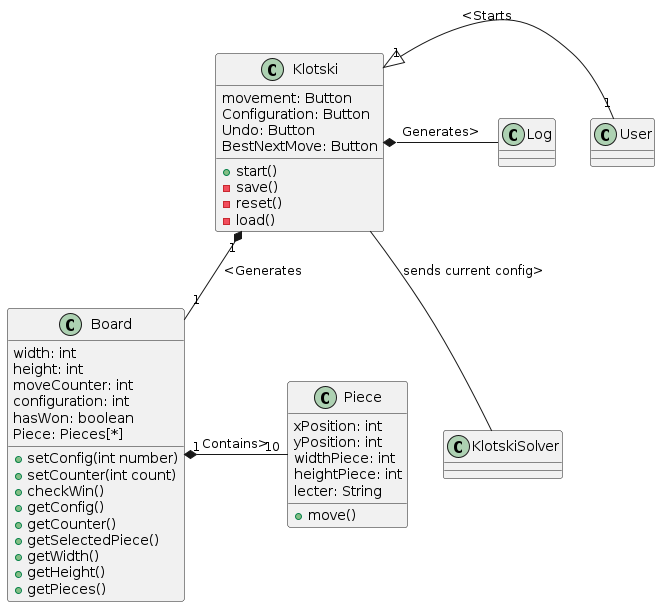 <Starts
1
1
C Klotski
movement: Button
Configuration: Button
Undo: Button
BestNextMove: Button
start()
save()
reset()
load()
Generates>
C Log
C User
1
<Generates
1
sends current config>
C Board
width: int
height: int
moveCounter: int
configuration: int
hasWon: boolean
Piece: Pieces[*]
setConfig(int number)
setCounter(int count)
checkWin()
getConfig()
getCounter()
getSelectedPiece()
getWidth()
getHeight()
getPieces()
1 Contains> 10
C Piece
xPosition: int
yPosition: int
widthPiece: int
heightPiece: int
lecter: String
move()
C KlotskiSolver